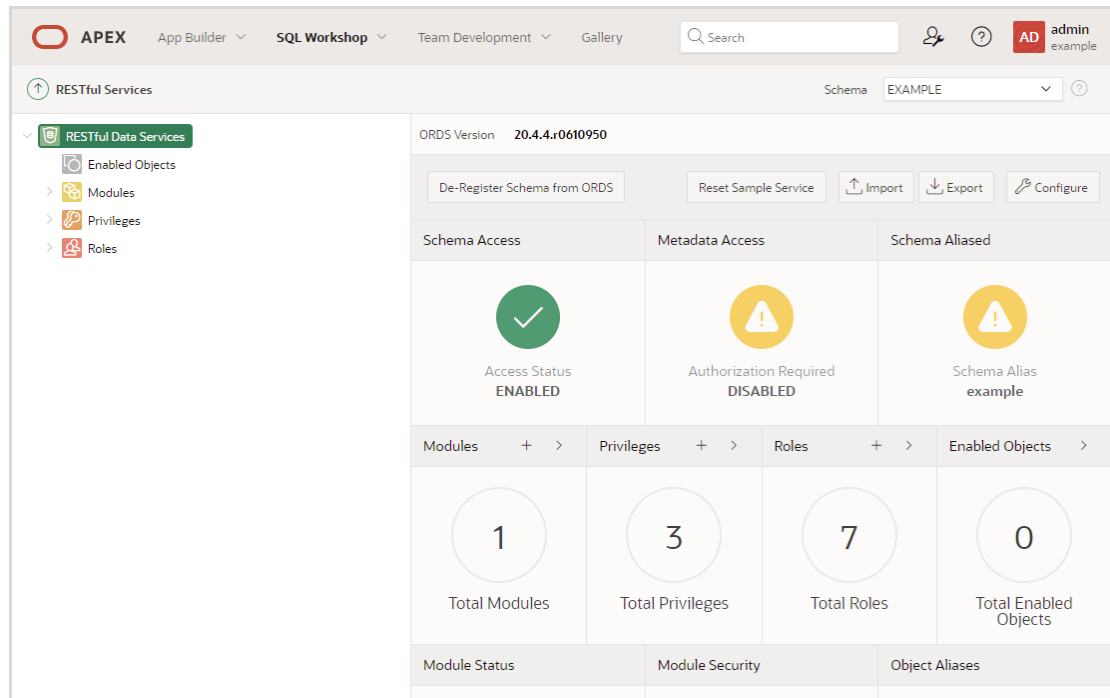 APEX App Builder SQL Workshop Team Development Gallery Search AD admin
example
RESTful Services Schema EXAMPLE
RESTful Data Services
Enabled Objects
Modules
Privileges
Roles
ORDS Version 20.4.4.r0610950
De-Register Schema from ORDS Reset Sample Service Import Export Configure
Schema Access Metadata Access Schema Aliased
Access Status Authorization Required Schema Alias
ENABLED DISABLED example
Modules Privileges Roles Enabled Objects
1 3 7 0
Total Modules Total Privileges Total Roles Total Enabled
Objects
Module Status Module Security Object Aliases